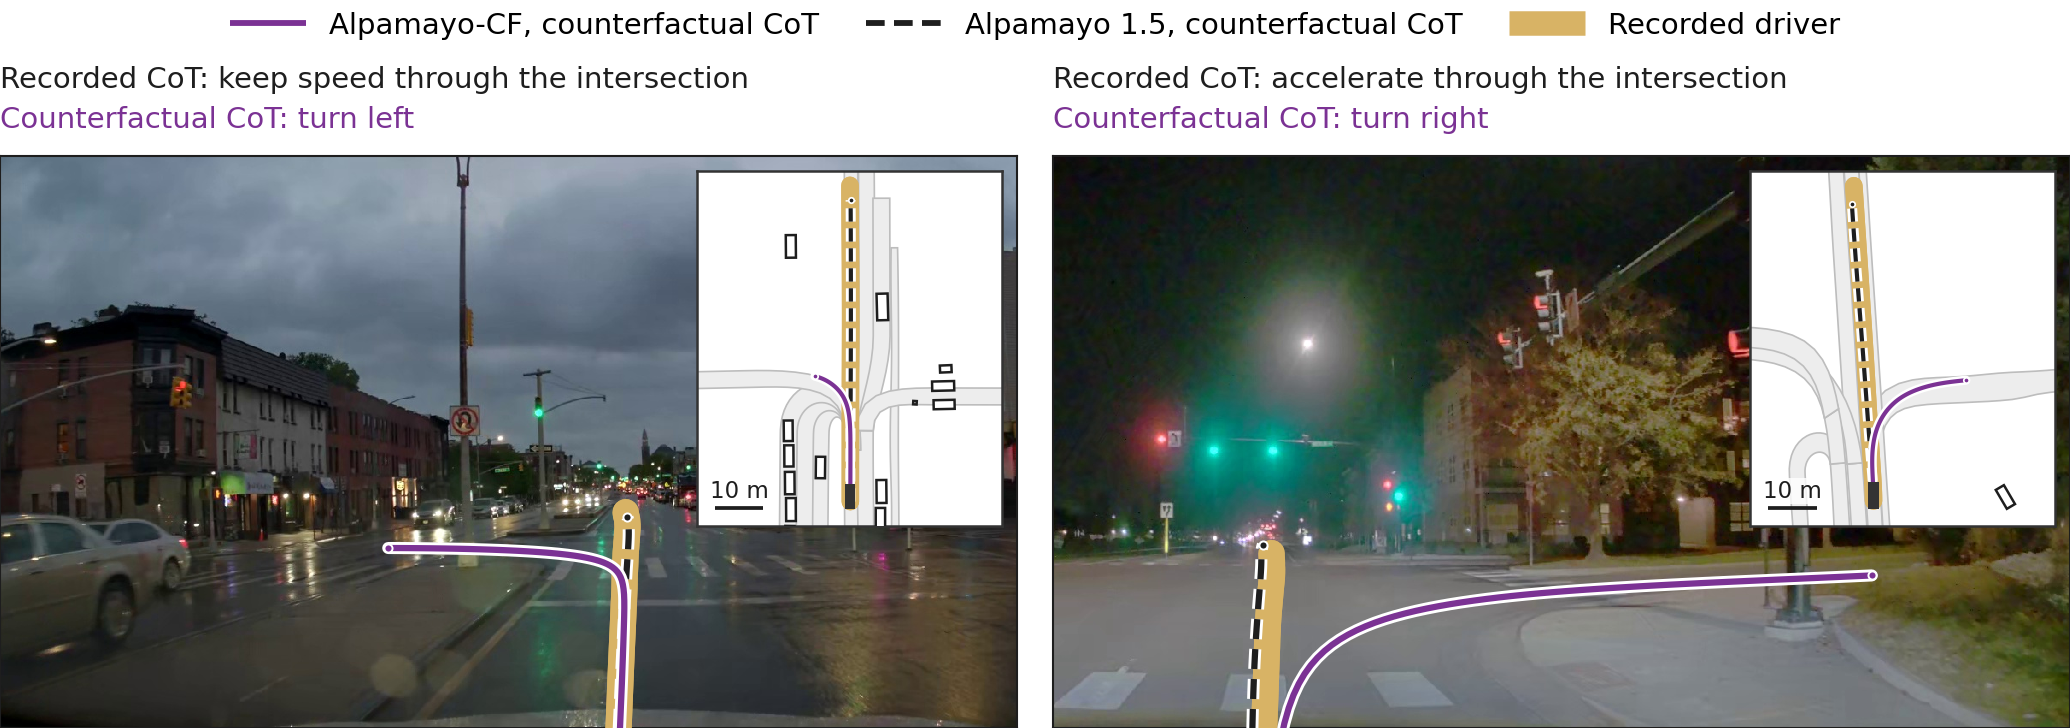 Alpamayo-CF, counterfactual CoT
Alpamayo 1.5, counterfactual CoT
Recorded driver
Recorded CoT: keep speed through the intersection
Counterfactual CoT: turn left
Recorded CoT: accelerate through the intersection
Counterfactual CoT: turn right
10 m
10 m